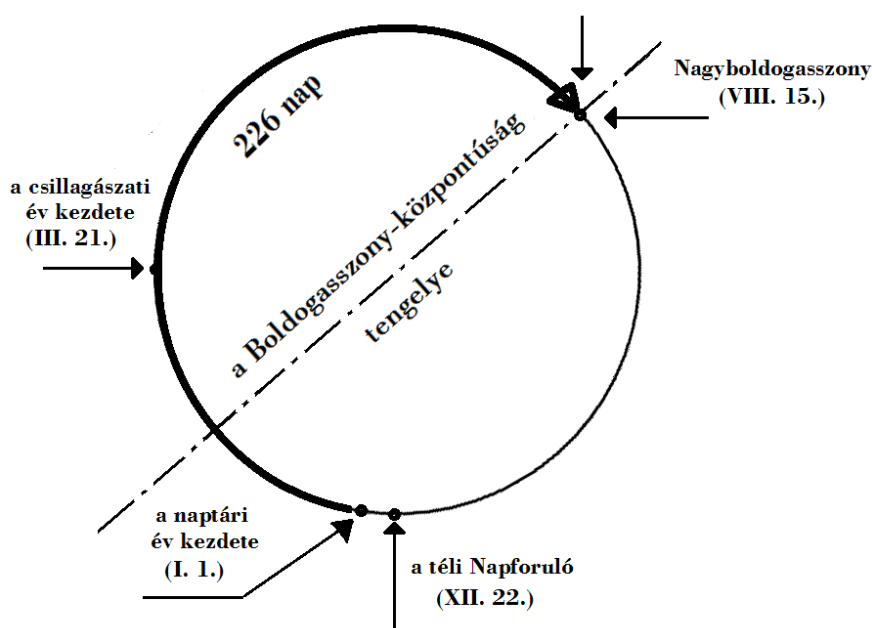 Nagyboldogasszony
(VIII. 15.)
226 nap
a csillagászati
év kezdete
(III. 21.)
a Boldogasszony-központúság
tengelye
a naptári
év kezdete
(I. 1.)
a téli Napforuló
(XII. 22.)